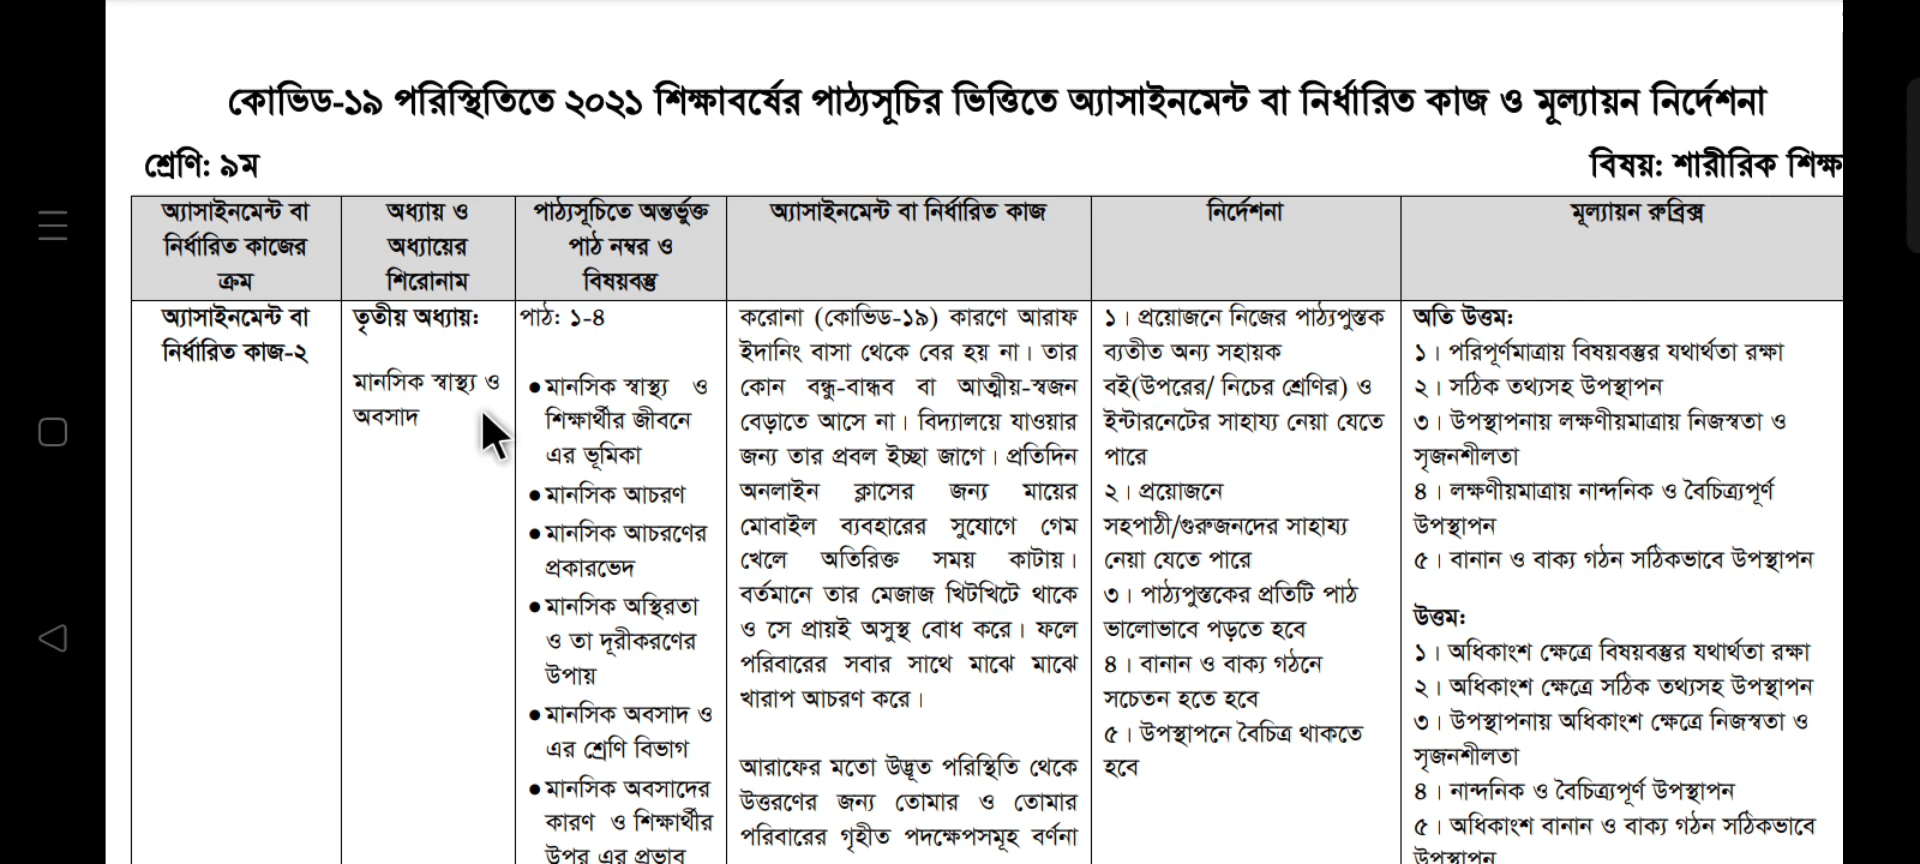 কোভিড-১৯ পরিস্থিতিতে ২০২১ শিক্ষাবর্ষের পাঠ্যসূচির ভিত্তিতে অ্যাসাইনমেন্ট বা নির্ধারিত কাজ ও মূল্যায়ন নির্দেশনা
শ্রেণি: ৯ম
বিষয়: শারীরিক শিক্ষ
অ্যাসাইনমেন্ট বা
নির্ধারিত কাজের
ক্রম
অধ্যায় ও
অধ্যায়ের
শিরোনাম
পাঠ্যসূচিতে অন্তর্ভুক্ত
পাঠ নম্বর ও
বিষয়বস্তু
অ্যাসাইনমেন্ট বা নির্ধারিত কাজ
নির্দেশনা
মূল্যায়ন রুব্রিক্স
অ্যাসাইনমেন্ট বা
নির্ধারিত কাজ-২
তৃতীয় অধ্যায়:
মানসিক স্বাস্থ্য ও
অবসাদ
পাঠ: ১-৪
● মানসিক স্বাস্থ্য ও
শিক্ষার্থীর জীবনে
এর ভূমিকা
● মানসিক আচরণ
● মানসিক আচরণের
প্রকারভেদ
● মানসিক অস্থিরতা
ও তা দূরীকরণের
উপায়
● মানসিক অবসাদ ও
এর শ্রেণি বিভাগ
● মানসিক অবসাদের
কারণ ও শিক্ষার্থীর
উপর এর প্রভাব
করোনা (কোভিড-১৯) কারণে আরাফ
ইদানিং বাসা থেকে বের হয় না। তার
কোন বন্ধু-বান্ধব বা আত্মীয়-স্বজন
বেড়াতে আসে না। বিদ্যালয়ে যাওয়ার
জন্য তার প্রবল ইচ্ছা জাগে। প্রতিদিন
অনলাইন ক্লাসের জন্য মায়ের
মোবাইল ব্যবহারের সুযোগে গেম
খেলে অতিরিক্ত সময় কাটায়।
বর্তমানে তার মেজাজ খিটখিটে থাকে
ও সে প্রায়ই অসুস্থ বোধ করে। ফলে
পরিবারের সবার সাথে মাঝে মাঝে
খারাপ আচরণ করে।
আরাফের মতো উদ্ভূত পরিস্থিতি থেকে
উত্তরণের জন্য তোমার ও তোমার
পরিবারের গৃহীত পদক্ষেপসমূহ বর্ণনা
১। প্রয়োজনে নিজের পাঠ্যপুস্তক
ব্যতীত অন্য সহায়ক
বই(উপরের/ নিচের শ্রেণির) ও
ইন্টারনেটের সাহায্য নেয়া যেতে
পারে
২। প্রয়োজনে
সহপাঠী/গুরুজনদের সাহায্য
নেয়া যেতে পারে
৩। পাঠ্যপুস্তকের প্রতিটি পাঠ
ভালোভাবে পড়তে হবে
৪। বানান ও বাক্য গঠনে
সচেতন হতে হবে
৫। উপস্থাপনে বৈচিত্র থাকতে
হবে
অতি উত্তম:
১। পরিপূর্ণমাত্রায় বিষয়বস্তুর যথার্থতা রক্ষা
২। সঠিক তথ্যসহ উপস্থাপন
৩। উপস্থাপনায় লক্ষণীয়মাত্রায় নিজস্বতা ও
সৃজনশীলতা
৪। লক্ষণীয়মাত্রায় নান্দনিক ও বৈচিত্র্যপূর্ণ
উপস্থাপন
৫। বানান ও বাক্য গঠন সঠিকভাবে উপস্থাপন
উত্তম:
১। অধিকাংশ ক্ষেত্রে বিষয়বস্তুর যথার্থতা রক্ষা
২। অধিকাংশ ক্ষেত্রে সঠিক তথ্যসহ উপস্থাপন
৩। উপস্থাপনায় অধিকাংশ ক্ষেত্রে নিজস্বতা ও
সৃজনশীলতা
৪। নান্দনিক ও বৈচিত্র্যপূর্ণ উপস্থাপন
৫। অধিকাংশ বানান ও বাক্য গঠন সঠিকভাবে
উপস্থাপন